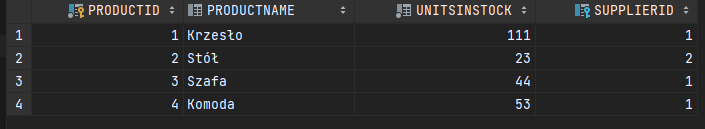 PRODUCTID PRODUCTNAME UNITSINSTOCK SUPPLIERID
1 1 Krzesło 111 1
2 2 Stół 23 2
3 3 Szafa 44 1
4 4 Komoda 53 1